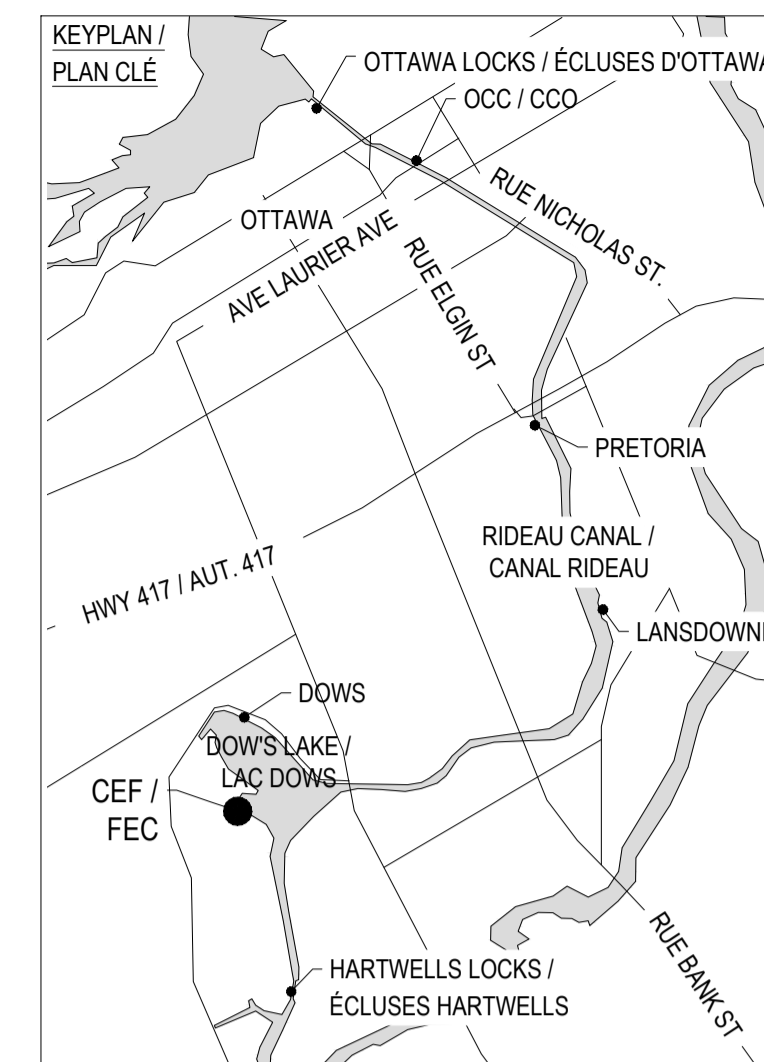 KEYPLAN /
PLAN CLÉ
OTTAWA LOCKS / ÉCLUSES D'OTTAWA
OCC / CCO
RUE NICHOLAS ST.
OTTAWA
AVE LAURIER AVE
RUE ELGIN ST
PRETORIA
RIDEAU CANAL /
CANAL RIDEAU
HWY 417 / AUT. 417
LANSDOWNE
DOWS
DOW'S LAKE /
LAC DOWS
CEF /
FEC
RUE BANK ST
HARTWELLS LOCKS /
ÉCLUSES HARTWELLS